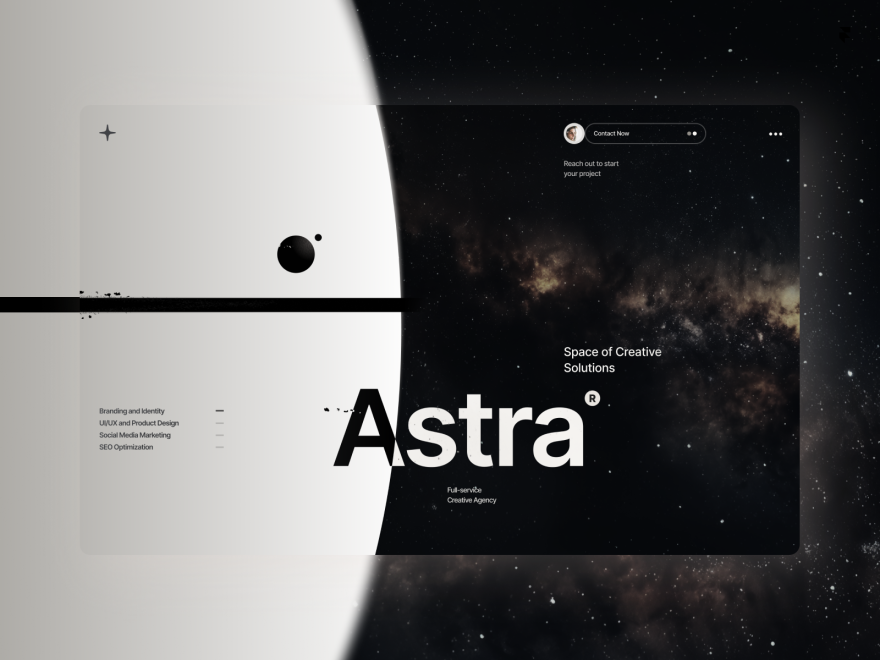 Contact Now
Reach out to start
your project
Space of Creative
Solutions
Branding and Identity
UI/UX and Product Design
Social Media Marketing
SEO Optimization
Astra®
Full-service
Creative Agency